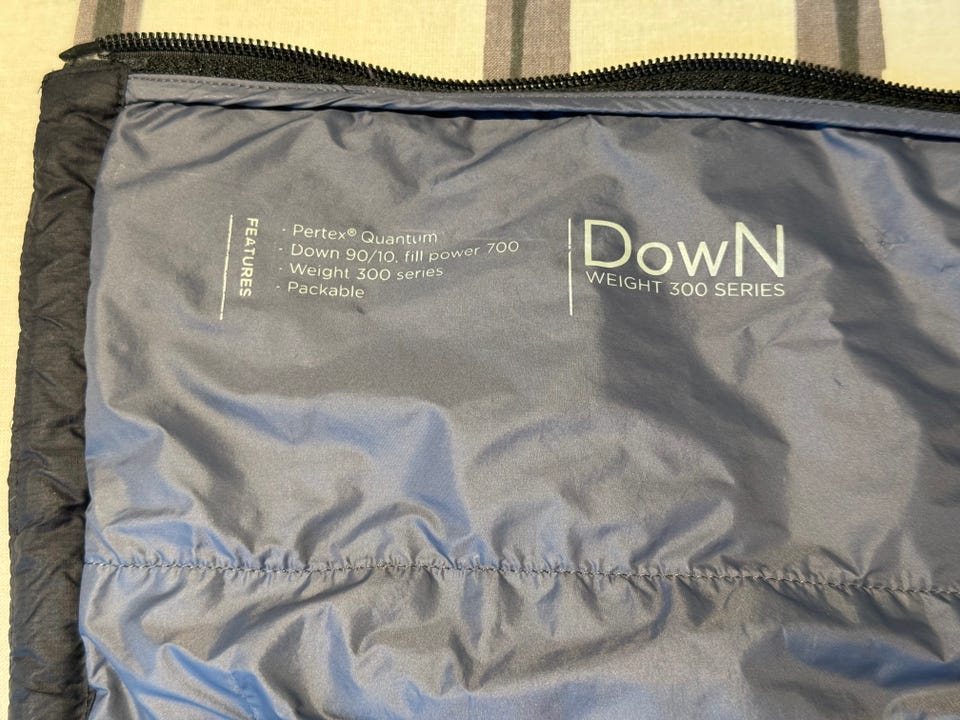 FEATURES
· Pertex® Quantum
· Down 90/10, fill power 700
· Weight 300 series
· Packable
DowN
WEIGHT 300 SERIES